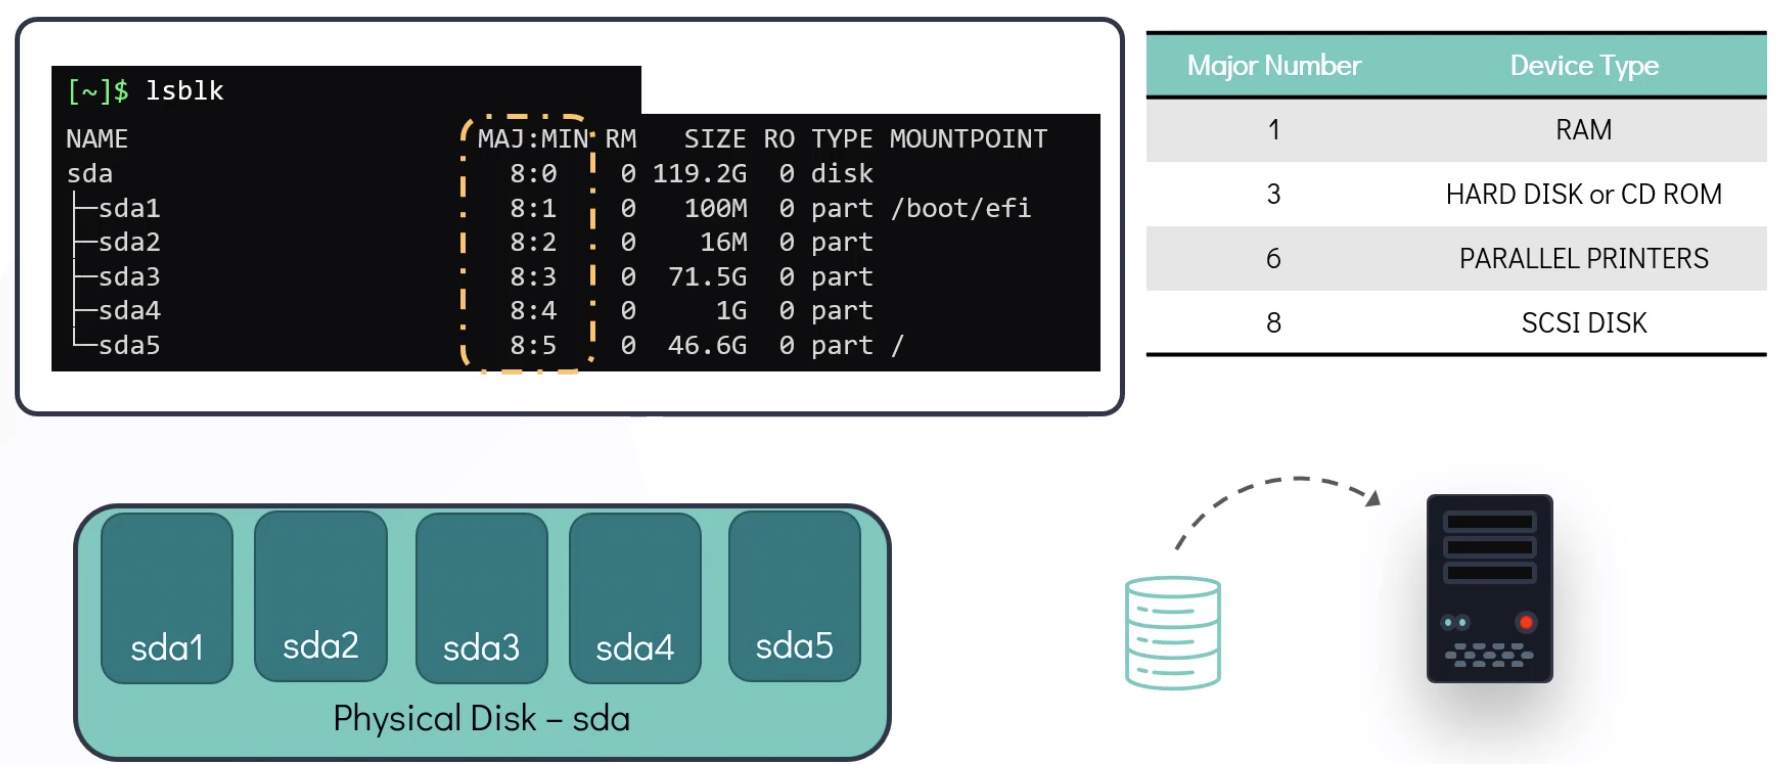 [~]$ lsblk
NAME MAJ:MIN RM SIZE RO TYPE MOUNTPOINT
sda 8:0 0 119.2G 0 disk
├─sda1 8:1 0 100M 0 part /boot/efi
├─sda2 8:2 0 16M 0 part
├─sda3 8:3 0 71.5G 0 part
├─sda4 8:4 0 1G 0 part
└─sda5 8:5 0 46.6G 0 part /
Major Number Device Type
1 RAM
3 HARD DISK or CD ROM
6 PARALLEL PRINTERS
8 SCSI DISK
sda1 sda2 sda3 sda4 sda5
Physical Disk – sda